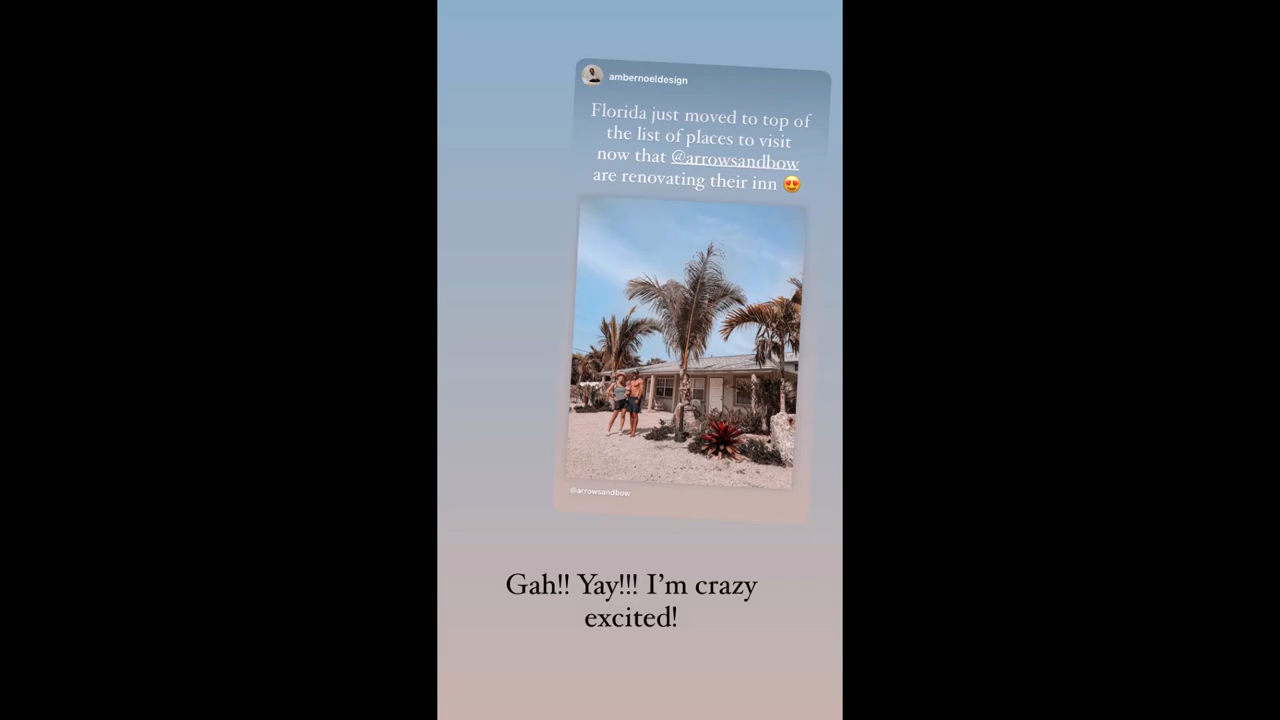 ambernoeldesign
Florida just moved to top of
the list of places to visit
now that @arrowsandbow
are renovating their inn 😍
@arrowsandbow
Gah!! Yay!!! I’m crazy
excited!